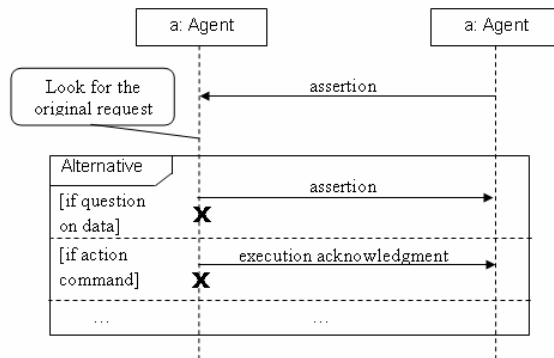 a: Agent
a: Agent
Look for the
original request
assertion
Alternative
[if question
on data]
assertion
[if action
command]
execution acknowledgment
...
...